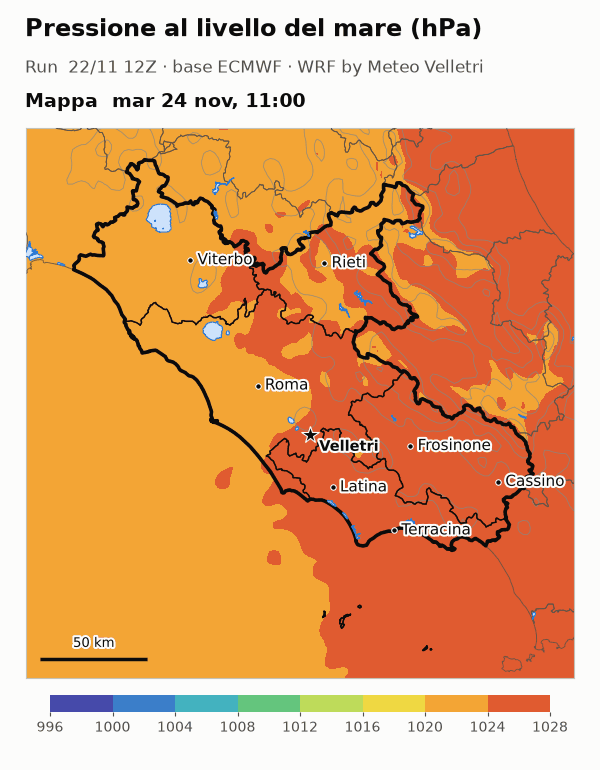 Pressione al livello del mare (hPa)
Run 22/11 12Z · base ECMWF · WRF by Meteo Velletri
Mappa mar 24 nov, 11:00
Viterbo
Rieti
Roma
Velletri
Frosinone
Cassino
Latina
Terracina
50 km
996 1000 1004 1008 1012 1016 1020 1024 1028